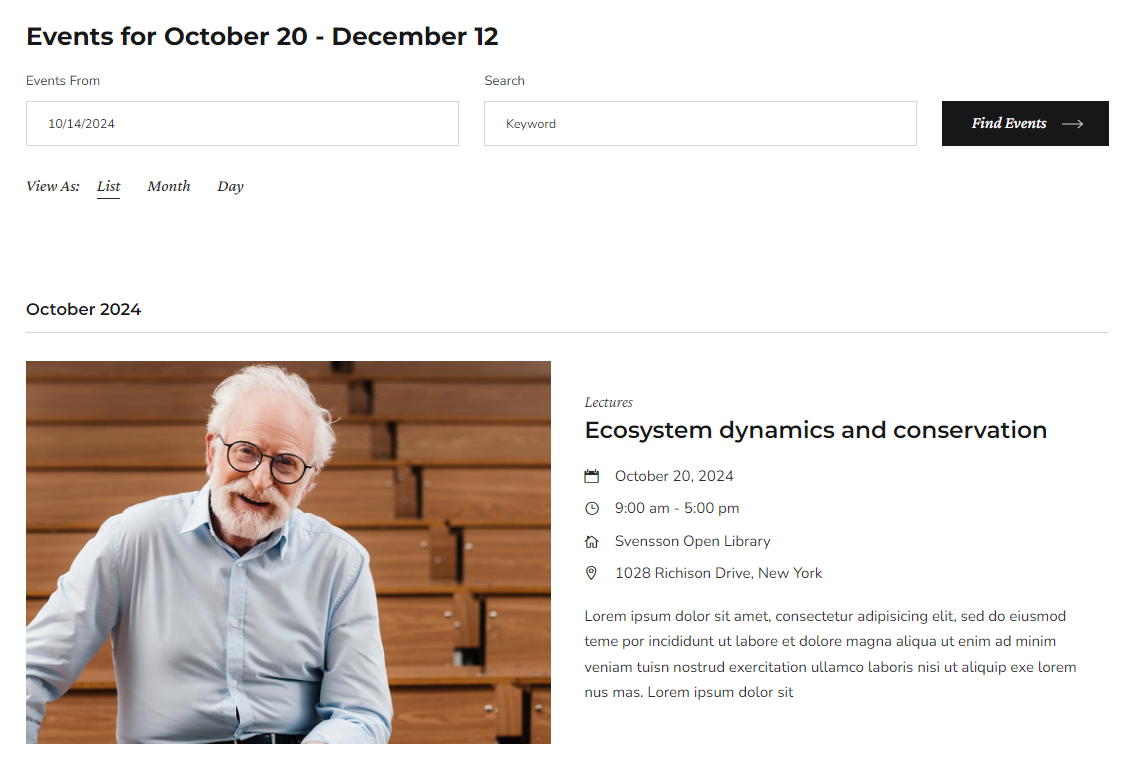 Events for October 20 - December 12
Events From
Search
10/14/2024
Keyword
Find Events
View As: List Month Day
October 2024
Lectures
Ecosystem dynamics and conservation
October 20, 2024
9:00 am - 5:00 pm
Svensson Open Library
1028 Richison Drive, New York
Lorem ipsum dolor sit amet, consectetur adipisicing elit, sed do eiusmod
teme por incididunt ut labore et dolore magna aliqua ut enim ad minim
veniam tuisn nostrud exercitation ullamco laboris nisi ut aliquip exe lorem
nus mas. Lorem ipsum dolor sit